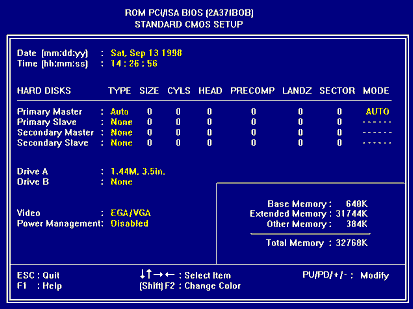 ROM PCI/ISA BIOS (2A37IB0B)
STANDARD CMOS SETUP
Date (mm:dd:yy) : Sat, Sep 13 1998
Time (hh:mm:ss) : 14 : 26 : 56
HARD DISKS TYPE SIZE CYLS HEAD PRECOMP LANDZ SECTOR MODE
Primary Master : Auto 0 0 0 0 0 0 AUTO
Primary Slave : None 0 0 0 0 0 0 ------
Secondary Master : None 0 0 0 0 0 0 ------
Secondary Slave : None 0 0 0 0 0 0 ------
Drive A : 1.44M, 3.5in.
Drive B : None
Video : EGA/VGA
Power Management: Disabled
Base Memory : 640K
Extended Memory : 31744K
Other Memory : 384K
Total Memory : 32768K
ESC : Quit ↓↑→← : Select Item PU/PD/+/- : Modify
F1 : Help (Shift) F2 : Change Color